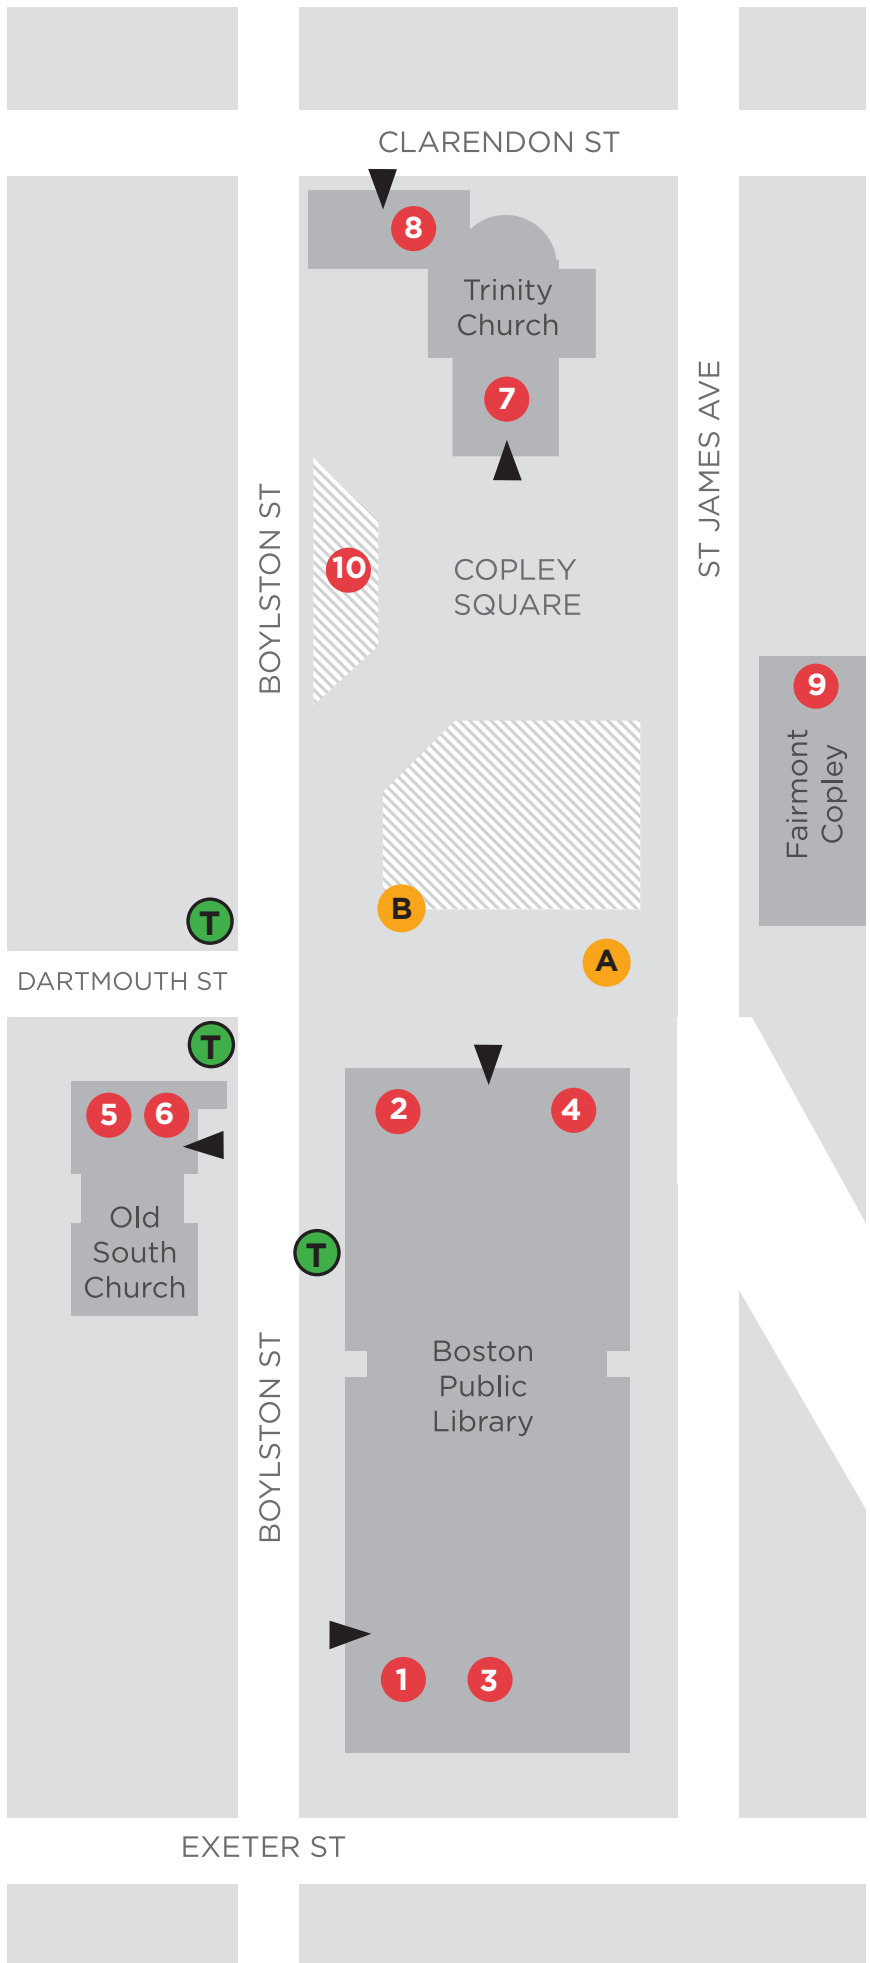 CLARENDON ST
8
Trinity
Church
7
ST JAMES AVE
BOYLSTON ST
10
COPLEY
SQUARE
9
Fairmont
Copley
B
T
A
DARTMOUTH ST
T
2
4
5
6
Old
South
Church
T
Boston
Public
Library
BOYLSTON ST
1
3
EXETER ST